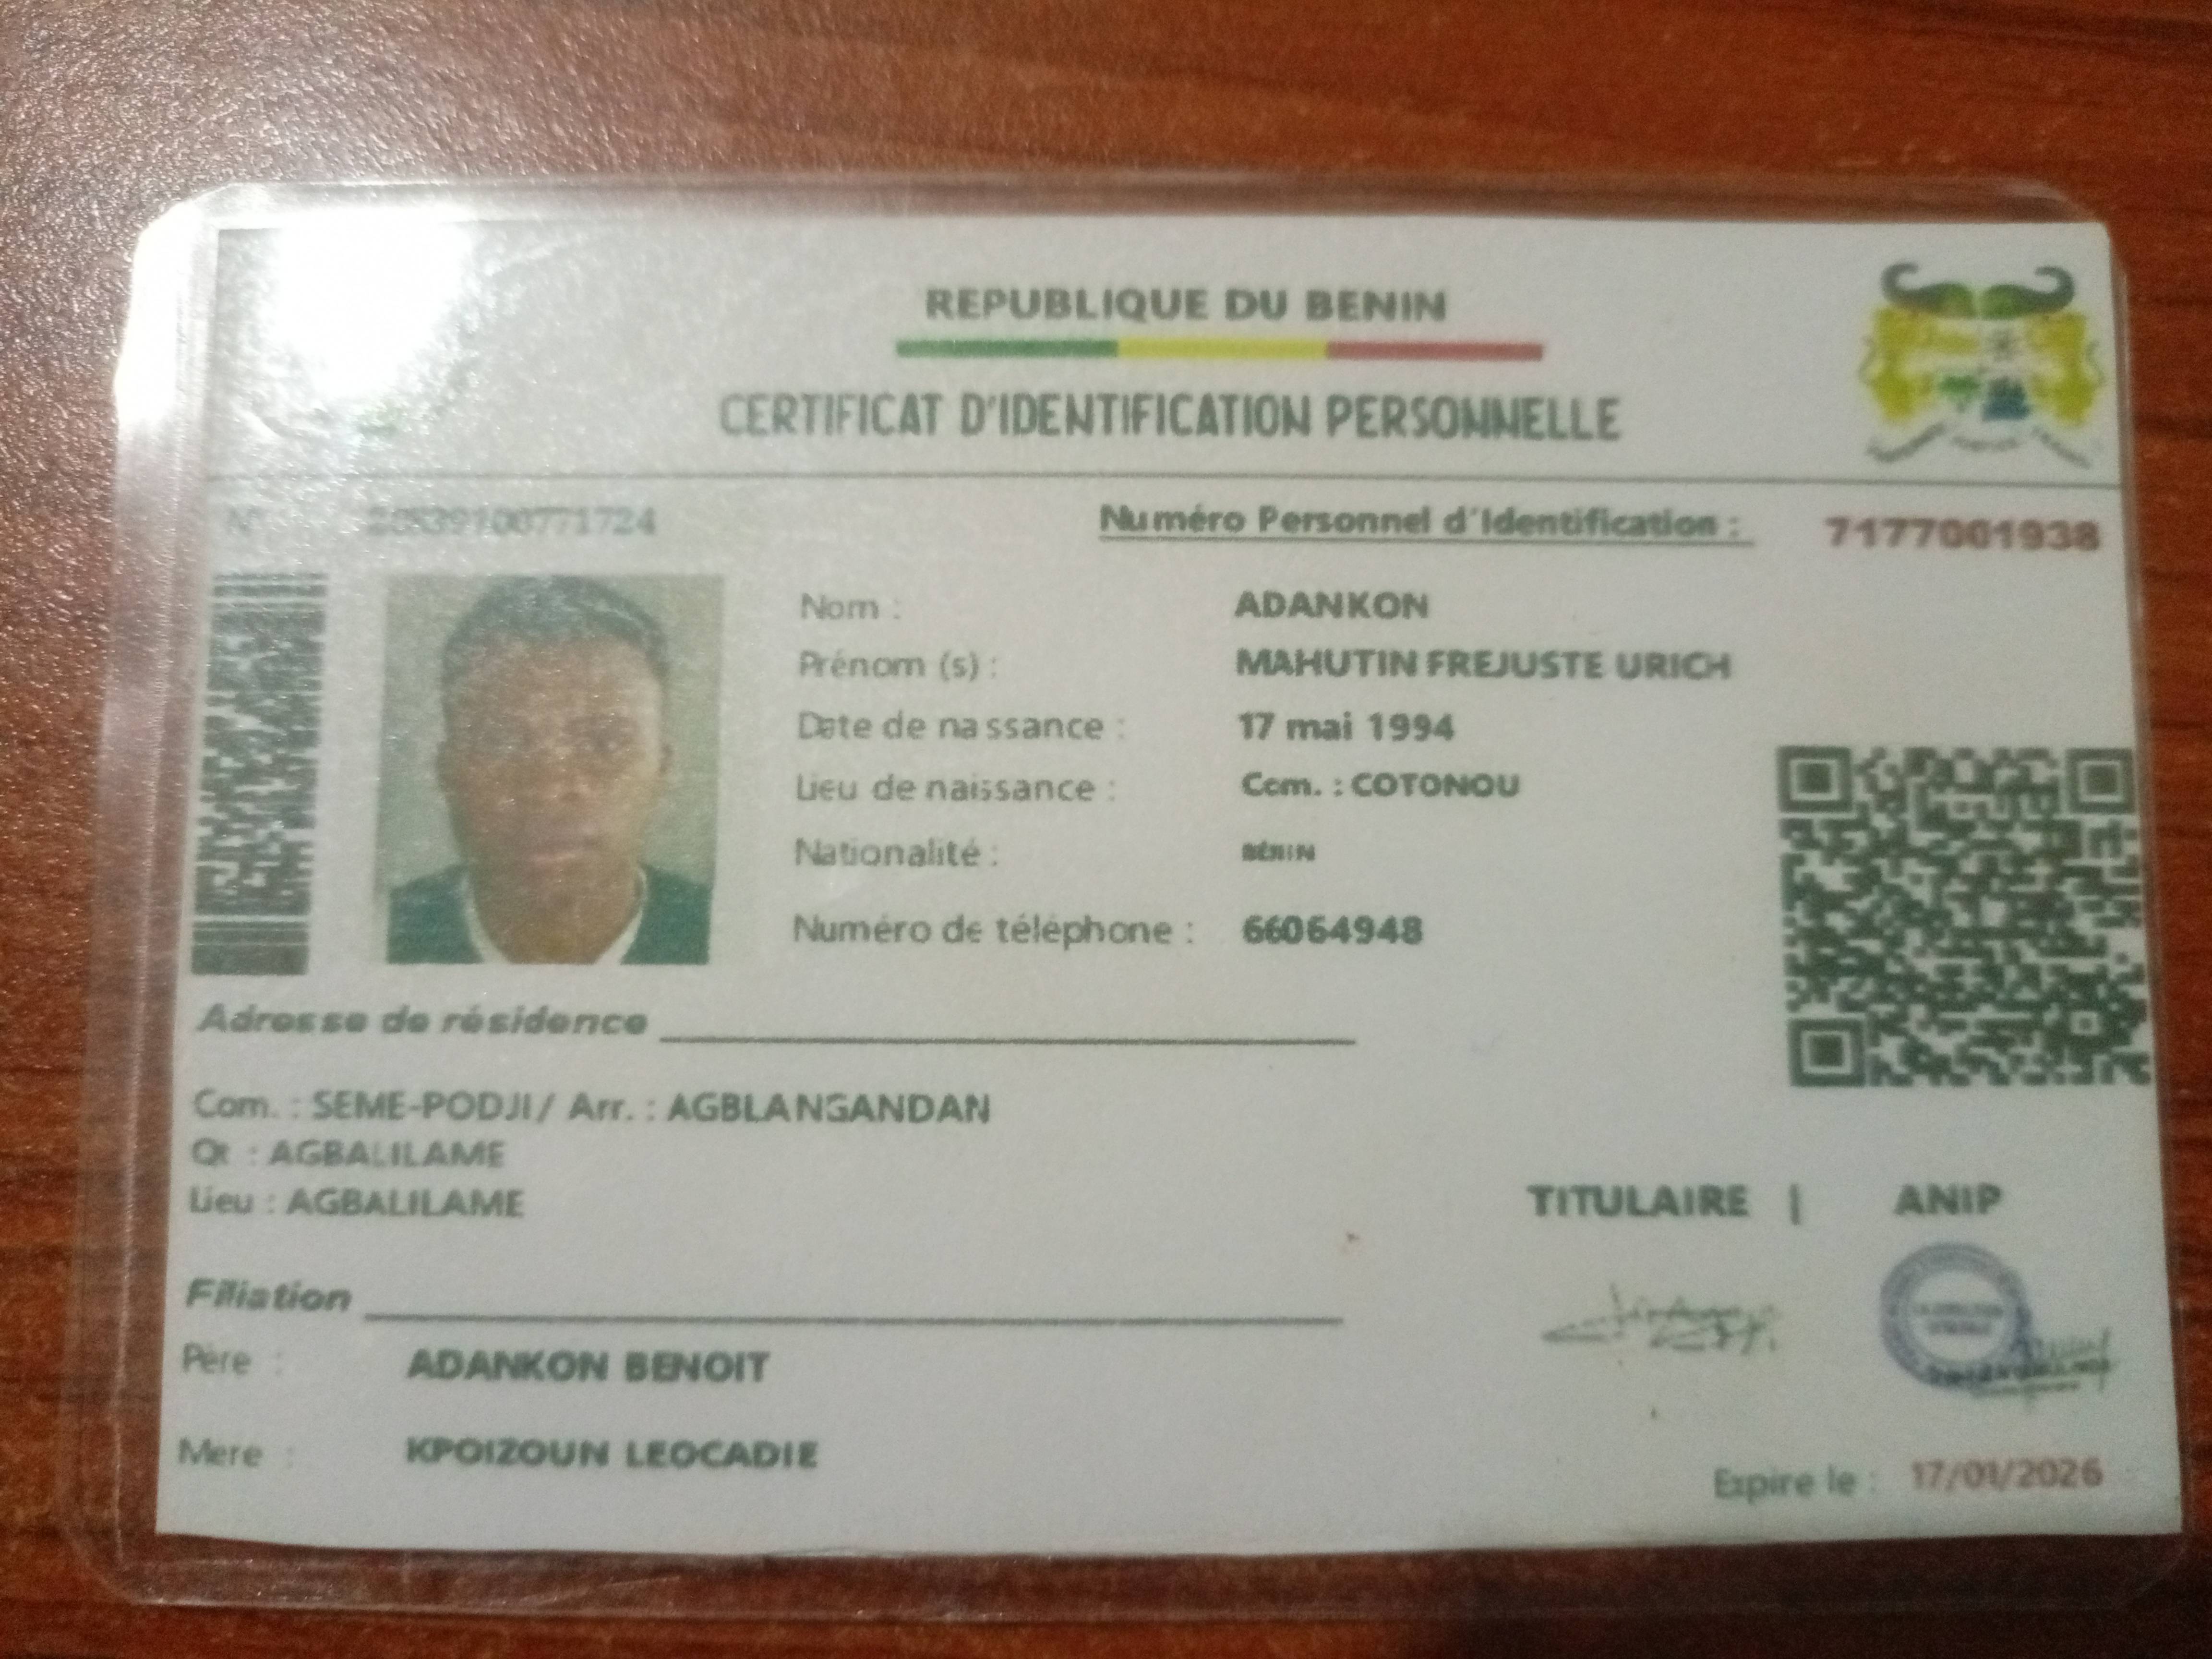 REPUBLIQUE DU BENIN
CERTIFICAT D'IDENTIFICATION PERSONNELLE
N°
Numéro Personnel d'Identification : 7177001938
Nom : ADANKON
Prénom (s) : MAHUTIN FREJUSTE URICH
Date de naissance : 17 mai 1994
Lieu de naissance : Com. : COTONOU
Nationalité : BENIN
Numéro de téléphone : 66064948
Adresse de résidence
Com. : SEME-PODJI / Arr. : AGBLANGANDAN
Qt : AGBALILAME
Lieu : AGBALILAME
TITULAIRE | ANIP
Filiation
Père : ADANKON BENOIT
Mere : KPOIZOUN LEOCADIE
Expire le : 17/01/2026